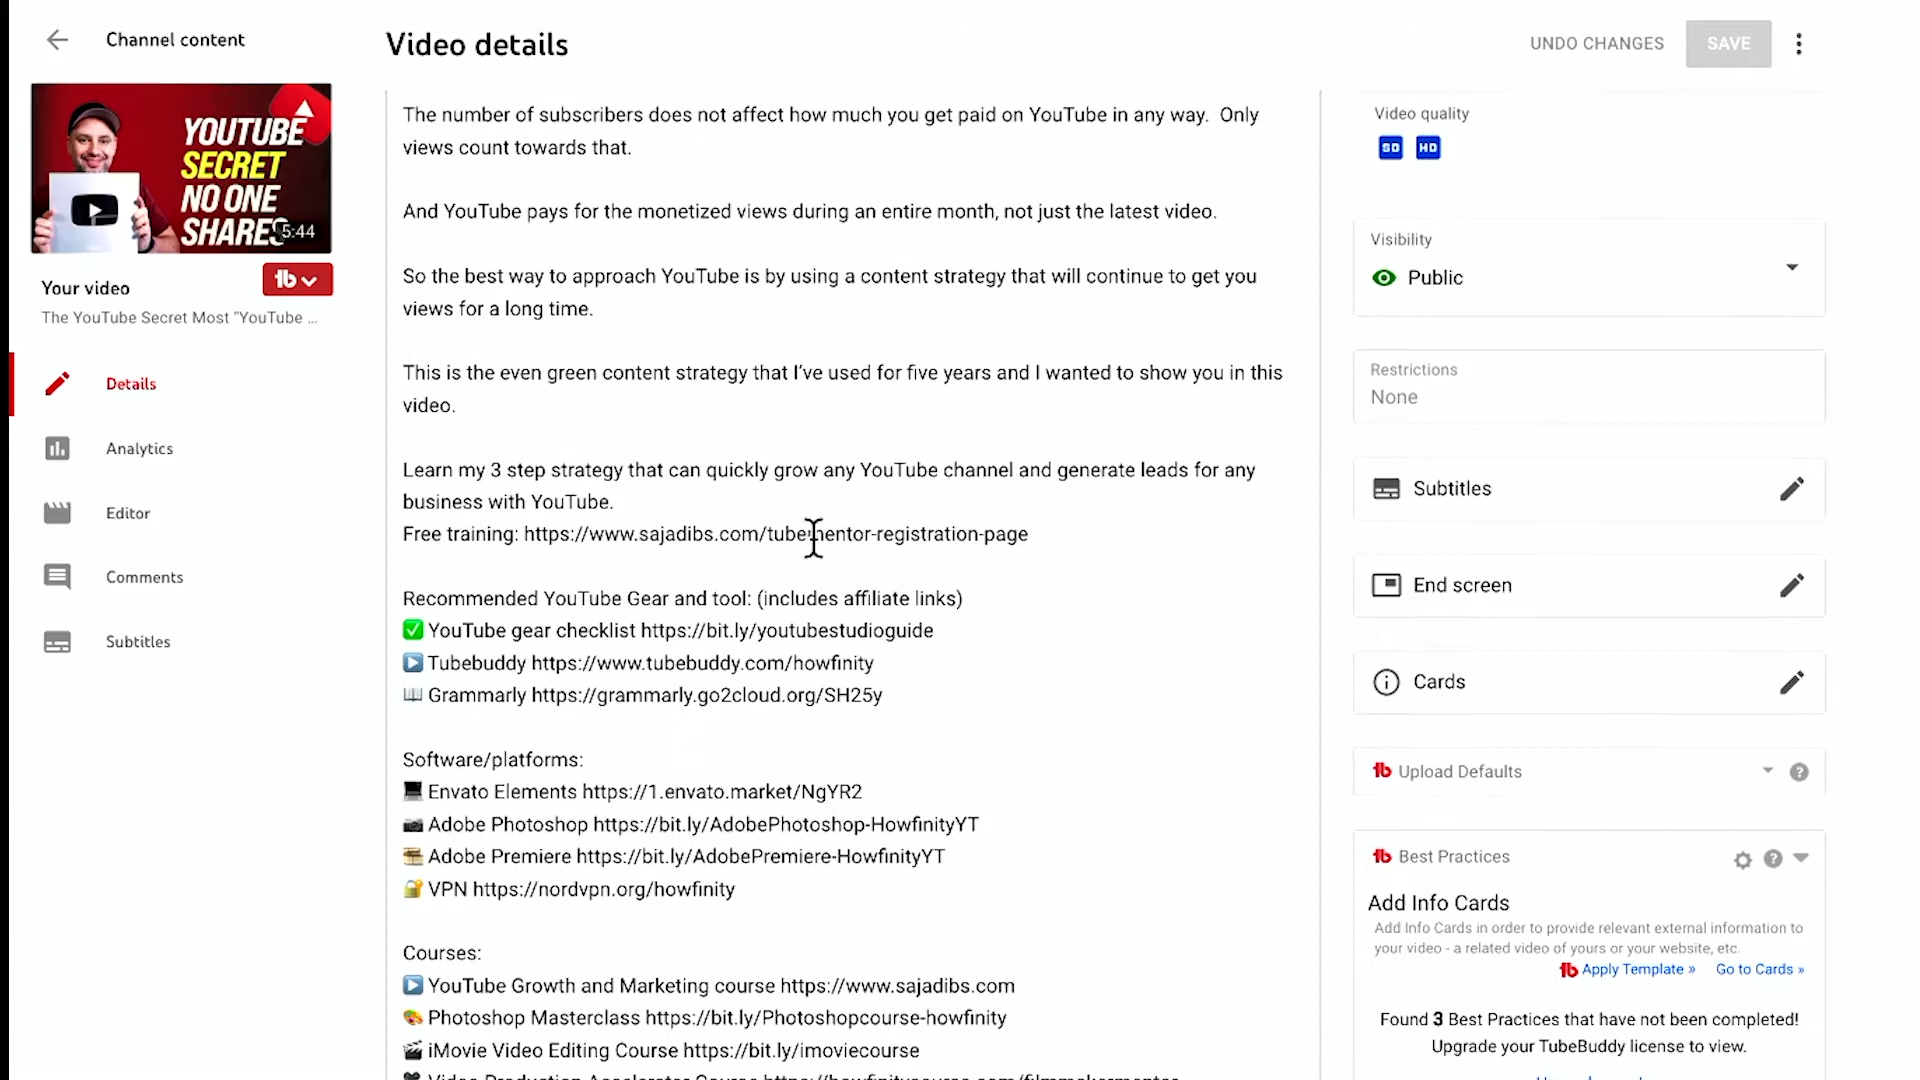 Channel content
Video details
UNDO CHANGES
SAVE
YOUTUBE
SECRET
NO ONE
SHARES
5:44
Your video
The YouTube Secret Most "YouTube ...
Details
Analytics
Editor
Comments
Subtitles
The number of subscribers does not affect how much you get paid on YouTube in any way. Only
views count towards that.
And YouTube pays for the monetized views during an entire month, not just the latest video.
So the best way to approach YouTube is by using a content strategy that will continue to get you
views for a long time.
This is the even green content strategy that I've used for five years and I wanted to show you in this
video.
Learn my 3 step strategy that can quickly grow any YouTube channel and generate leads for any
business with YouTube.
Free training: https://www.sajadibs.com/tubementor-registration-page
Recommended YouTube Gear and tool: (includes affiliate links)
✅ YouTube gear checklist https://bit.ly/youtubestudioguide
▶️ Tubebuddy https://www.tubebuddy.com/howfinity
📖 Grammarly https://grammarly.go2cloud.org/SH25y
Software/platforms:
💻 Envato Elements https://1.envato.market/NgYR2
📷 Adobe Photoshop https://bit.ly/AdobePhotoshop-HowfinityYT
Adobe Premiere https://bit.ly/AdobePremiere-HowfinityYT
🔐 VPN https://nordvpn.org/howfinity
Courses:
▶️ YouTube Growth and Marketing course https://www.sajadibs.com
🎨 Photoshop Masterclass https://bit.ly/Photoshopcourse-howfinity
🎬 iMovie Video Editing Course https://bit.ly/imoviecourse
Video quality
SD HD
Visibility
Public
Restrictions
None
Subtitles
End screen
Cards
Upload Defaults
Best Practices
Add Info Cards
Add Info Cards in order to provide relevant external information to
your video - a related video of yours or your website, etc.
Apply Template » Go to Cards »
Found 3 Best Practices that have not been completed!
Upgrade your TubeBuddy license to view.